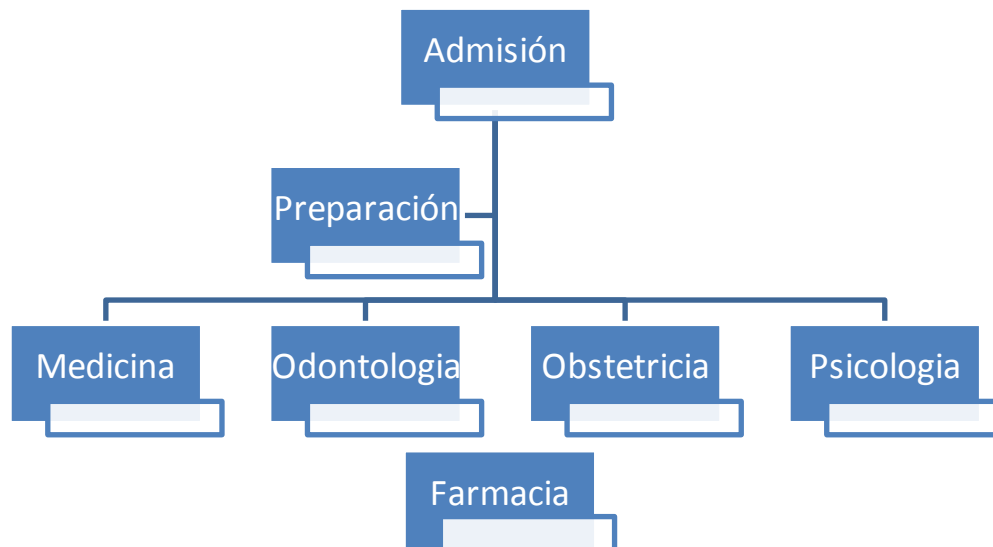 Admisión
Preparación
Medicina
Odontologia
Obstetricia
Psicologia
Farmacia